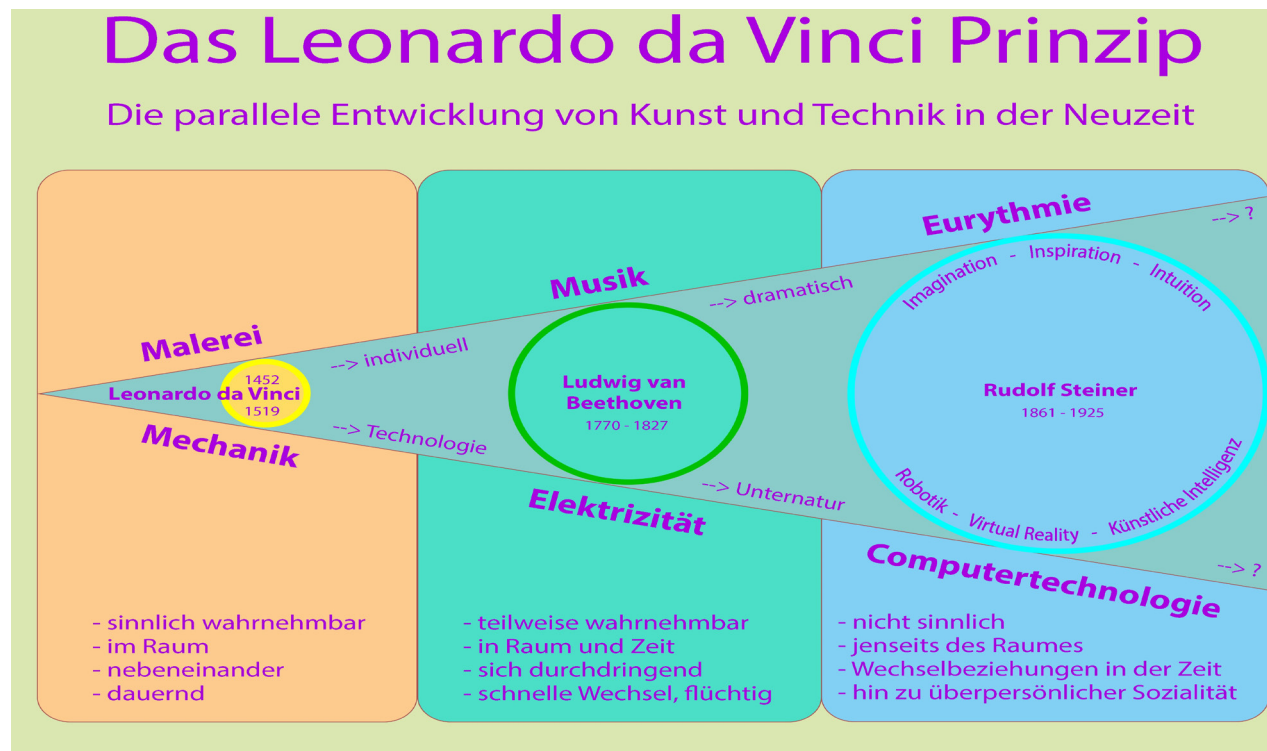 Das Leonardo da Vinci Prinzip
Die parallele Entwicklung von Kunst und Technik in der Neuzeit
Malerei
--> individuell
1452
Leonardo da Vinci
1519
--> Technologie
Mechanik
- sinnlich wahrnehmbar
- im Raum
- nebeneinander
- dauernd
Musik
--> dramatisch
Ludwig van
Beethoven
1770 - 1827
--> Unternatur
Elektrizität
- teilweise wahrnehmbar
- in Raum und Zeit
- sich durchdringend
- schnelle Wechsel, flüchtig
Eurythmie
--> ?
Imagination - Inspiration - Intuition
Rudolf Steiner
1861 - 1925
Robotik - Virtual Reality - Künstliche Intelligenz
--> ?
Computertechnologie
- nicht sinnlich
- jenseits des Raumes
- Wechselbeziehungen in der Zeit
- hin zu überpersönlicher Sozialität